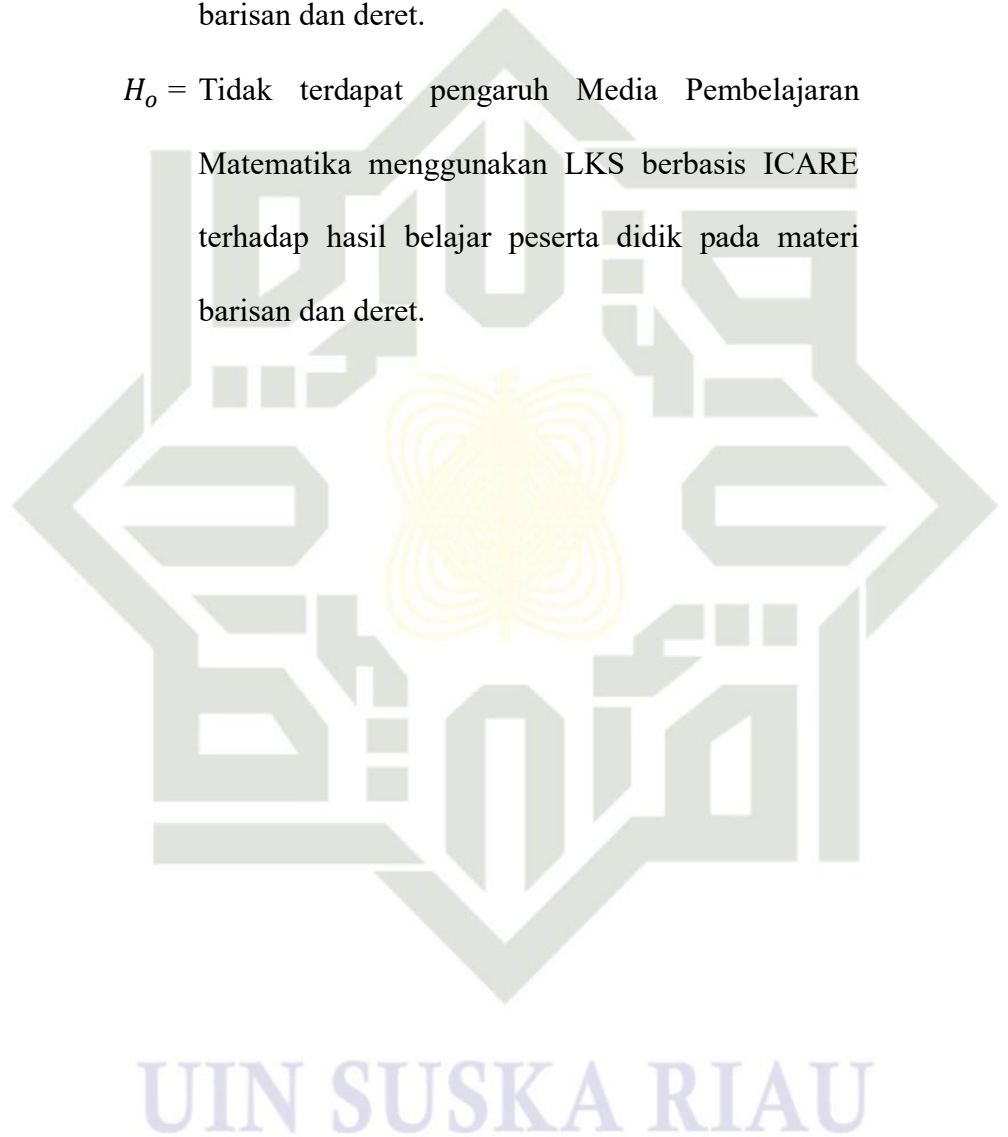 barisan dan deret.
H₀ = Tidak terdapat pengaruh Media Pembelajaran
Matematika menggunakan LKS berbasis ICARE
terhadap hasil belajar peserta didik pada materi
barisan dan deret.
UIN SUSKA RIAU